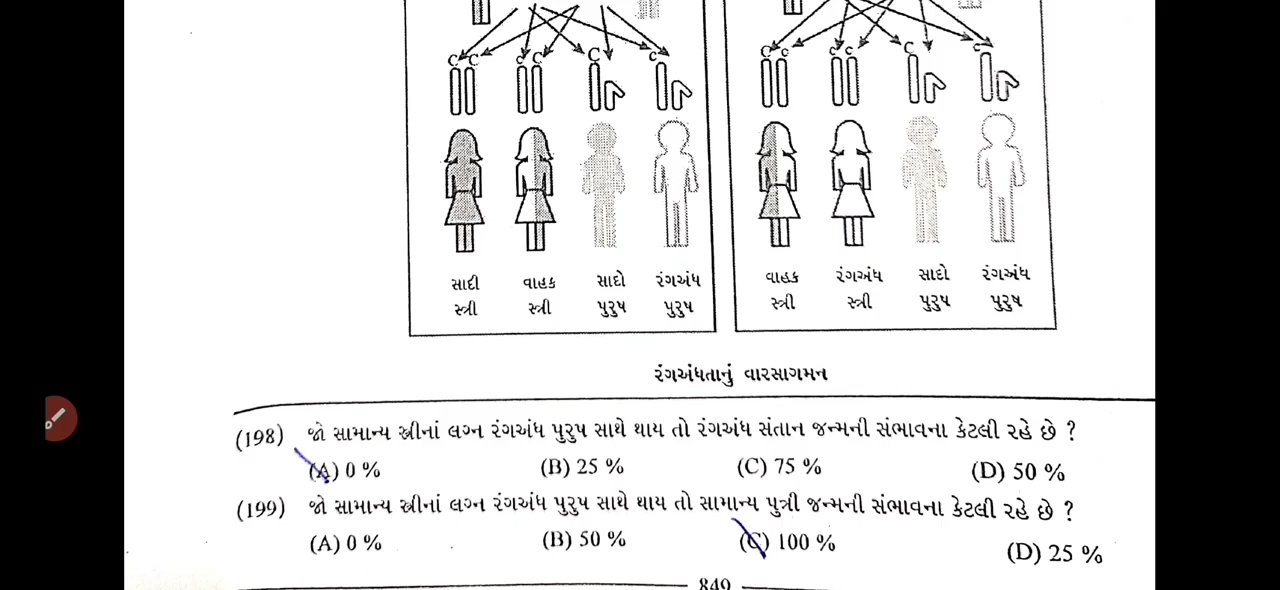 C C c C C c C c c c C c
સાદી વાહક સાદો રંગઅંધ વાહક રંગઅંધ સાદો રંગઅંધ
સ્ત્રી સ્ત્રી પુરુષ પુરુષ સ્ત્રી સ્ત્રી પુરુષ પુરુષ
રંગઅંધતાનું વારસાગમન
(198) જો સામાન્ય સ્ત્રીનાં લગ્ન રંગઅંધ પુરુષ સાથે થાય તો રંગઅંધ સંતાન જન્મની સંભાવના કેટલી રહે છે ?
(A) 0 % (B) 25 % (C) 75 % (D) 50 %
(199) જો સામાન્ય સ્ત્રીનાં લગ્ન રંગઅંધ પુરુષ સાથે થાય તો સામાન્ય પુત્રી જન્મની સંભાવના કેટલી રહે છે ?
(A) 0 % (B) 50 % (C) 100 % (D) 25 %
849